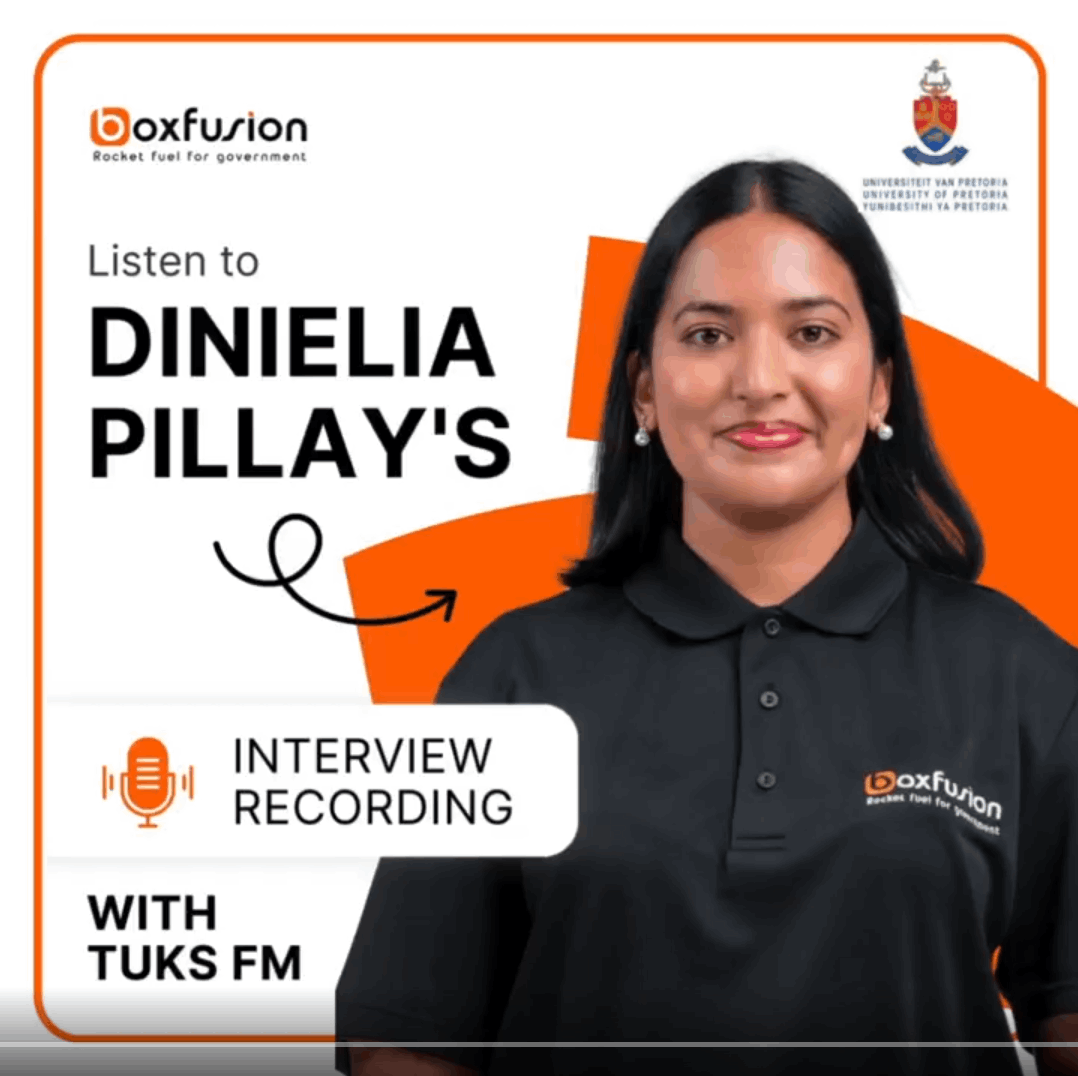 boxfusion
Rocket fuel for government
UNIVERSITEIT VAN PRETORIA
UNIVERSITY OF PRETORIA
YUNIBESITHI YA PRETORIA
Listen to
DINIELIA
PILLAY'S
INTERVIEW
RECORDING
boxfusion
Rocket fuel for government
WITH
TUKS FM